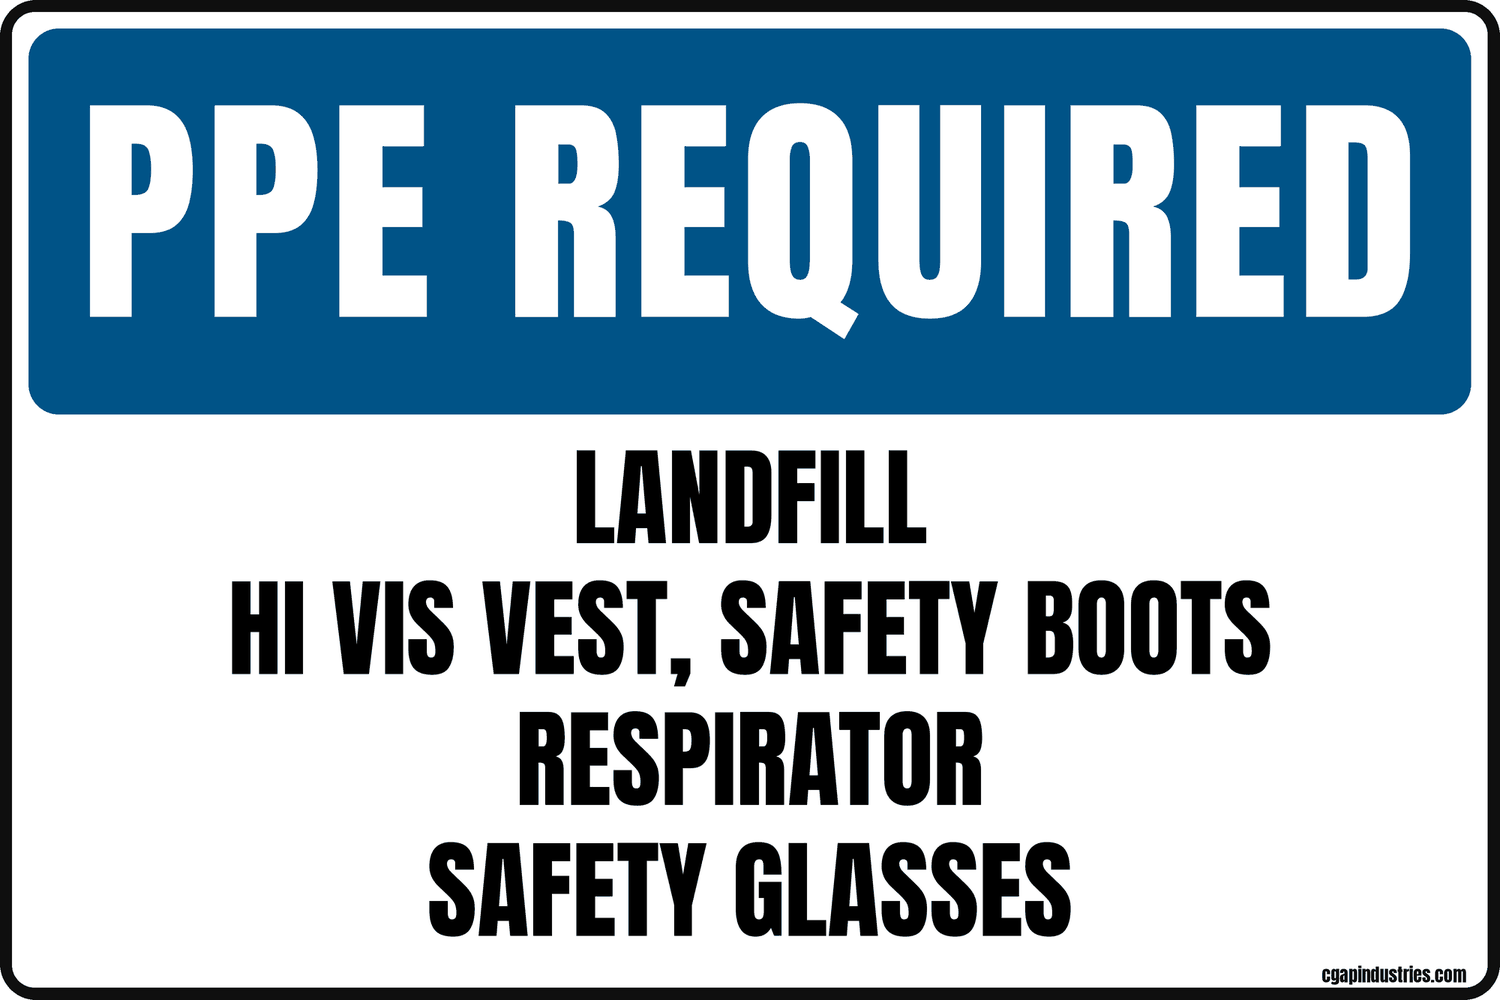 PPE REQUIRED
LANDFILL
HI VIS VEST, SAFETY BOOTS
RESPIRATOR
SAFETY GLASSES
cgapindustries.com